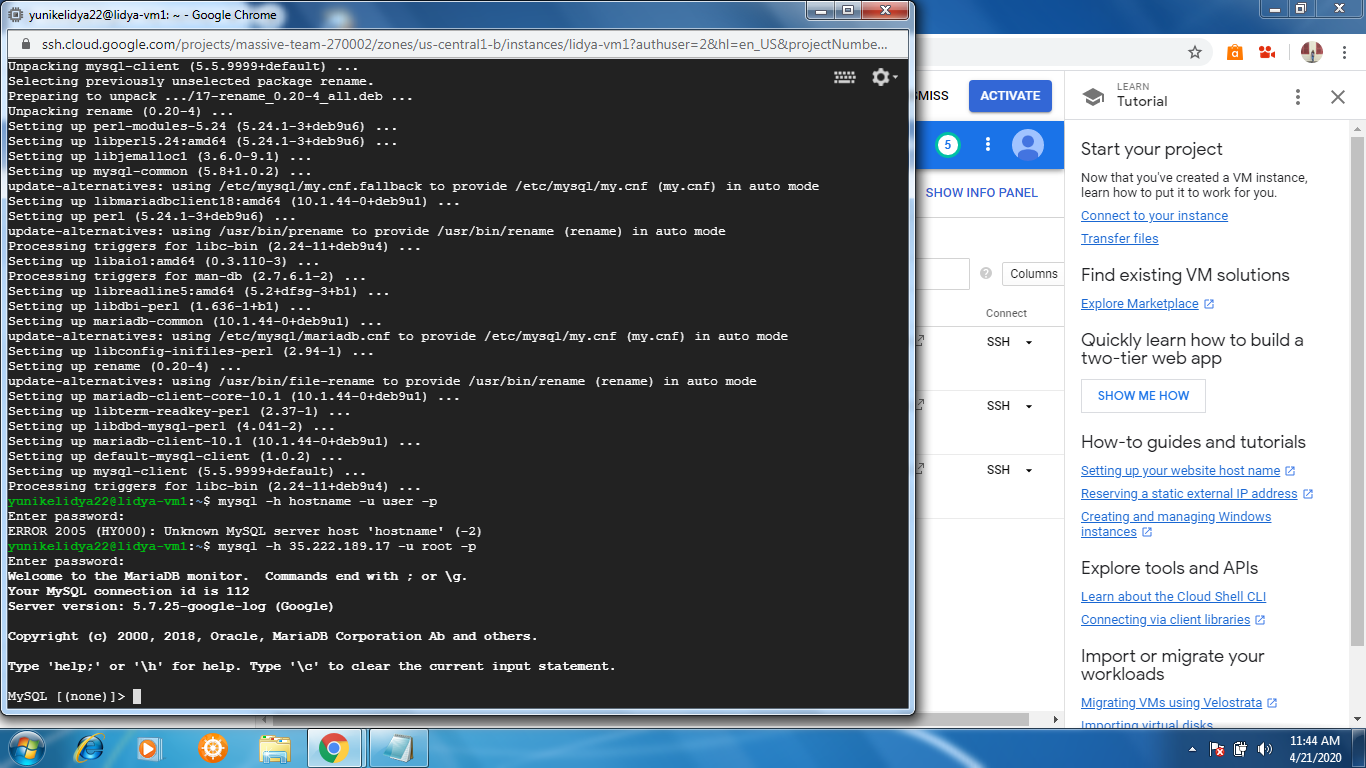 yunikelidya22@lidya-vm1: ~ - Google Chrome
ssh.cloud.google.com/projects/massive-team-270002/zones/us-central1-b/instances/lidya-vm1?authuser=2&hl=en_US&projectNumbe...
Unpacking mysql-client (5.5.9999+default) ...
Selecting previously unselected package rename.
Preparing to unpack .../17-rename_0.20-4_all.deb ...
Unpacking rename (0.20-4) ...
Setting up perl-modules-5.24 (5.24.1-3+deb9u6) ...
Setting up libperl5.24:amd64 (5.24.1-3+deb9u6) ...
Setting up libjemalloc1 (3.6.0-9.1) ...
Setting up mysql-common (5.8+1.0.2) ...
update-alternatives: using /etc/mysql/my.cnf.fallback to provide /etc/mysql/my.cnf (my.cnf) in auto mode
Setting up libmariadbclient18:amd64 (10.1.44-0+deb9u1) ...
Setting up perl (5.24.1-3+deb9u6) ...
update-alternatives: using /usr/bin/prename to provide /usr/bin/rename (rename) in auto mode
Processing triggers for libc-bin (2.24-11+deb9u4) ...
Setting up libaio1:amd64 (0.3.110-3) ...
Processing triggers for man-db (2.7.6.1-2) ...
Setting up libreadline5:amd64 (5.2+dfsg-3+b1) ...
Setting up libdbi-perl (1.636-1+b1) ...
Setting up mariadb-common (10.1.44-0+deb9u1) ...
update-alternatives: using /etc/mysql/mariadb.cnf to provide /etc/mysql/my.cnf (my.cnf) in auto mode
Setting up libconfig-inifiles-perl (2.94-1) ...
Setting up rename (0.20-4) ...
update-alternatives: using /usr/bin/file-rename to provide /usr/bin/rename (rename) in auto mode
Setting up mariadb-client-core-10.1 (10.1.44-0+deb9u1) ...
Setting up libterm-readkey-perl (2.37-1) ...
Setting up libdbd-mysql-perl (4.041-2) ...
Setting up mariadb-client-10.1 (10.1.44-0+deb9u1) ...
Setting up default-mysql-client (1.0.2) ...
Setting up mysql-client (5.5.9999+default) ...
Processing triggers for libc-bin (2.24-11+deb9u4) ...
yunikelidya22@lidya-vm1:~$ mysql -h hostname -u user -p
Enter password:
ERROR 2005 (HY000): Unknown MySQL server host 'hostname' (-2)
yunikelidya22@lidya-vm1:~$ mysql -h 35.222.189.17 -u root -p
Enter password:
Welcome to the MariaDB monitor.  Commands end with ; or \g.
Your MySQL connection id is 112
Server version: 5.7.25-google-log (Google)
Copyright (c) 2000, 2018, Oracle, MariaDB Corporation Ab and others.
Type 'help;' or '\h' for help. Type '\c' to clear the current input statement.
MySQL [(none)]>
MISS
ACTIVATE
5
SHOW INFO PANEL
Columns
Connect
SSH
SSH
SSH
LEARN
Tutorial
Start your project
Now that you've created a VM instance,
learn how to put it to work for you.
Connect to your instance
Transfer files
Find existing VM solutions
Explore Marketplace
Quickly learn how to build a
two-tier web app
SHOW ME HOW
How-to guides and tutorials
Setting up your website host name
Reserving a static external IP address
Creating and managing Windows
instances
Explore tools and APIs
Learn about the Cloud Shell CLI
Connecting via client libraries
Import or migrate your
workloads
Migrating VMs using Velostrata
Importing virtual disks
11:44 AM
4/21/2020